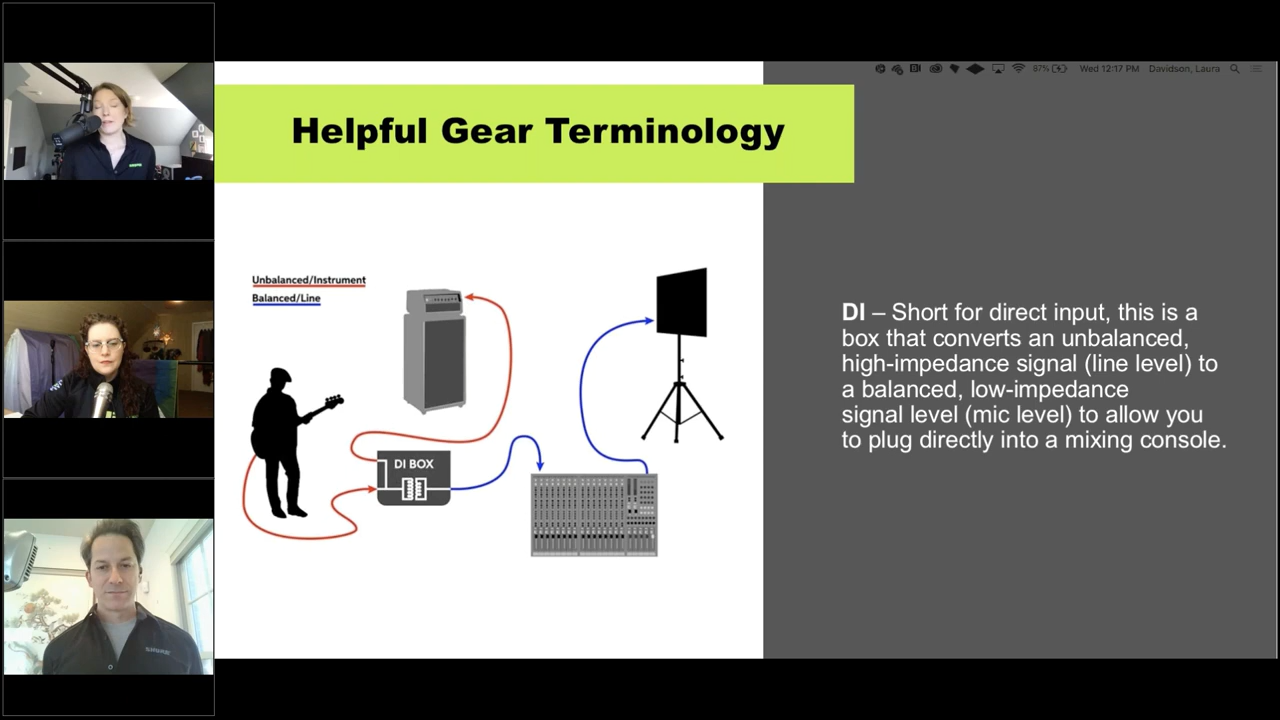 97%
Wed 12:17 PM
Davidson, Laura
Helpful Gear Terminology
Unbalanced/Instrument
Balanced/Line
DI BOX
DI – Short for direct input, this is a
box that converts an unbalanced,
high-impedance signal (line level) to
a balanced, low-impedance
signal level (mic level) to allow you
to plug directly into a mixing console.
SHURE